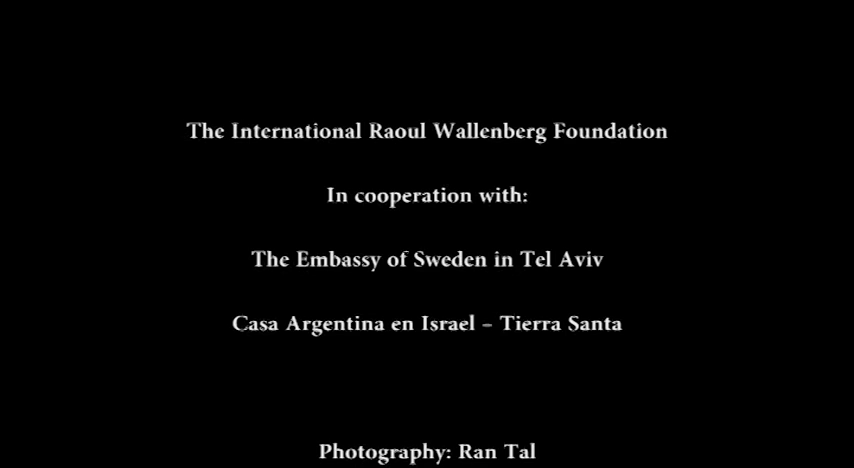 The International Raoul Wallenberg Foundation
In cooperation with:
The Embassy of Sweden in Tel Aviv
Casa Argentina en Israel – Tierra Santa
Photography: Ran Tal